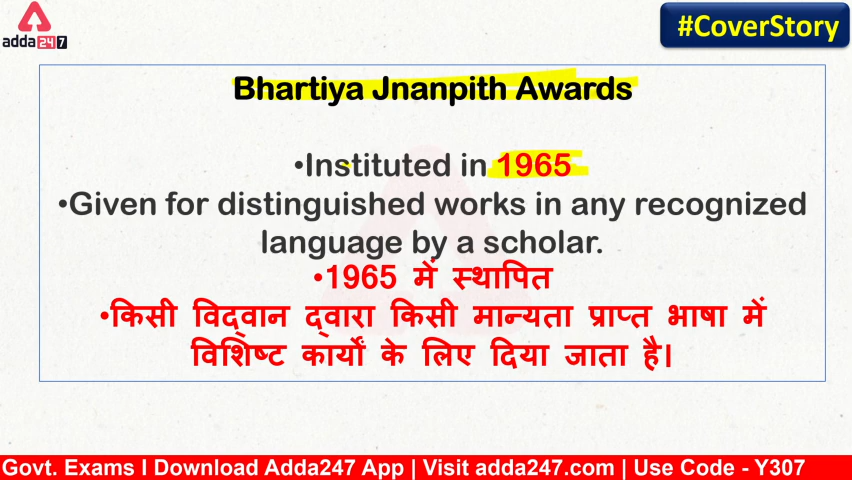 adda247
#CoverStory
Bhartiya Jnanpith Awards
•Instituted in 1965
•Given for distinguished works in any recognized
language by a scholar.
•1965 में स्थापित
•किसी विद्वान द्वारा किसी मान्यता प्राप्त भाषा में
विशिष्ट कार्यों के लिए दिया जाता है।
Govt. Exams I Download Adda247 App | Visit adda247.com | Use Code - Y307